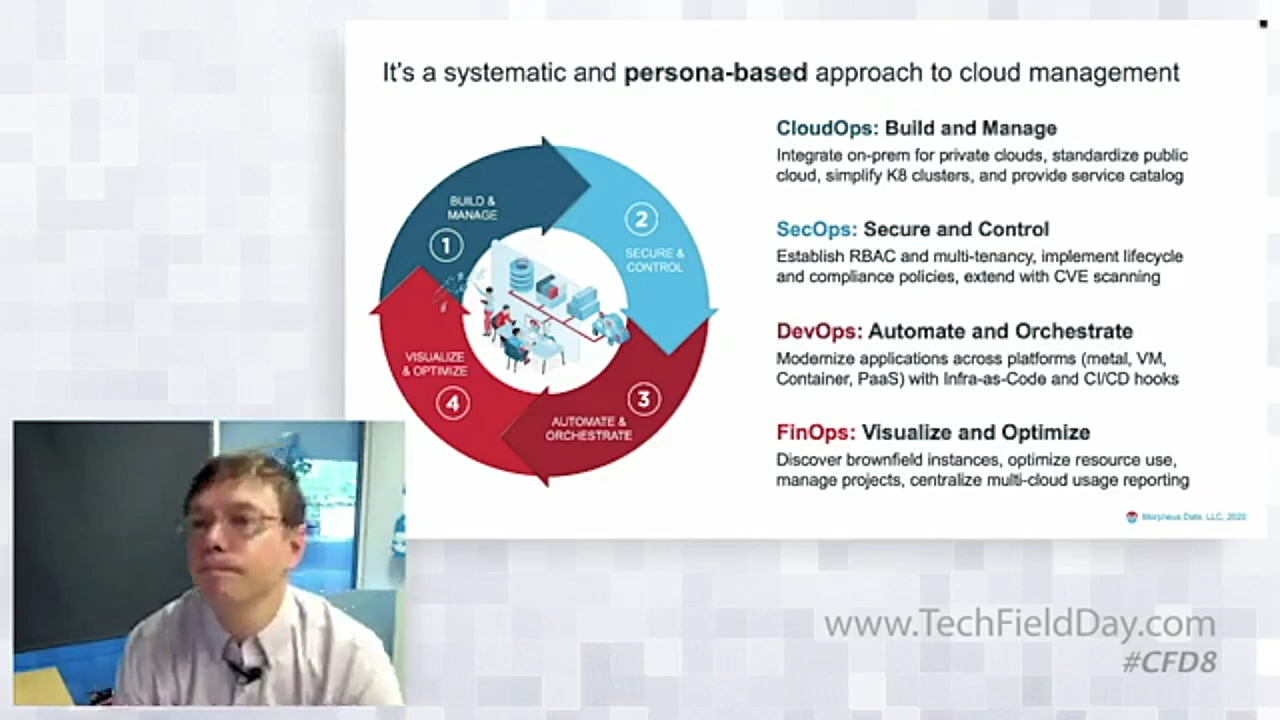 It's a systematic and persona-based approach to cloud management
BUILD &
MANAGE
1
2
SECURE &
CONTROL
VISUALIZE
& OPTIMIZE
4
3
AUTOMATE &
ORCHESTRATE
CloudOps: Build and Manage
Integrate on-prem for private clouds, standardize public
cloud, simplify K8 clusters, and provide service catalog
SecOps: Secure and Control
Establish RBAC and multi-tenancy, implement lifecycle
and compliance policies, extend with CVE scanning
DevOps: Automate and Orchestrate
Modernize applications across platforms (metal, VM,
Container, PaaS) with Infra-as-Code and CI/CD hooks
FinOps: Visualize and Optimize
Discover brownfield instances, optimize resource use,
manage projects, centralize multi-cloud usage reporting
Morpheus Data, LLC, 2020
www.TechFieldDay.com
#CFD8